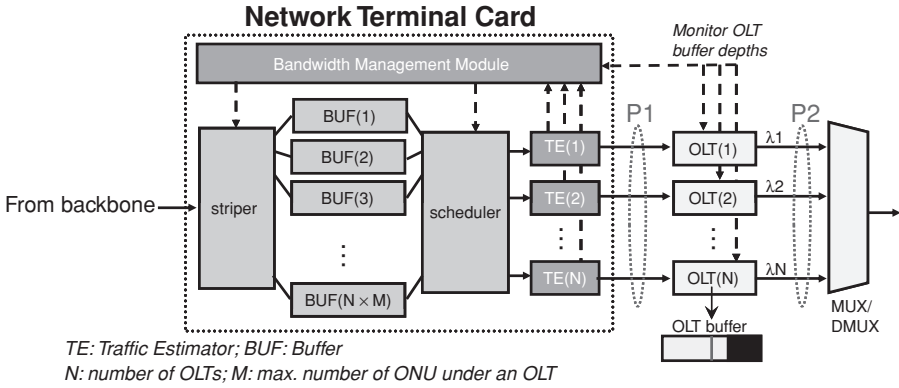 Network Terminal Card
Monitor OLT
buffer depths
Bandwidth Management Module
P1
P2
BUF(1)
BUF(2)
BUF(3)
⋮
BUF(N × M)
From backbone
striper
scheduler
TE(1)
TE(2)
⋮
TE(N)
OLT(1)
OLT(2)
⋮
OLT(N)
λ1
λ2
λN
MUX/
DMUX
OLT buffer
TE: Traffic Estimator; BUF: Buffer
N: number of OLTs; M: max. number of ONU under an OLT